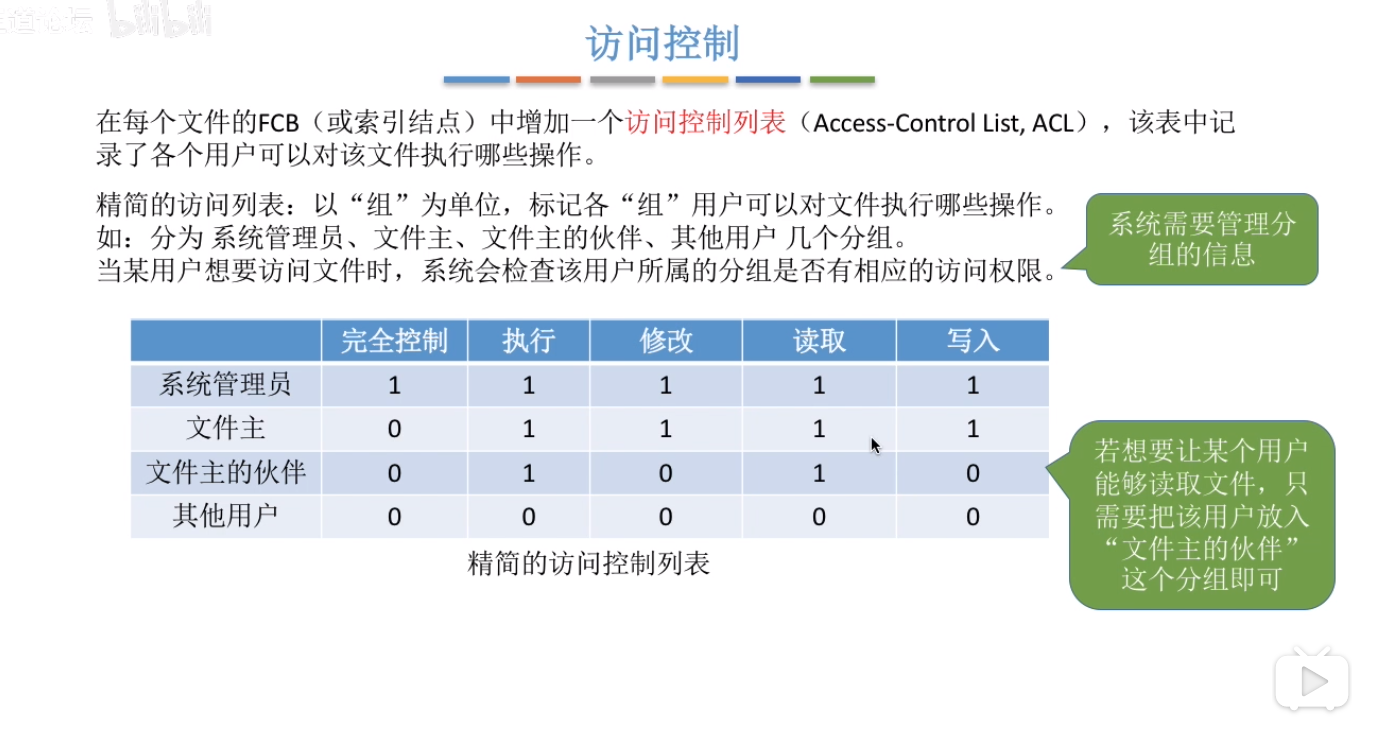 bilibili
访问控制
在每个文件的FCB（或索引结点）中增加一个访问控制列表（Access-Control List, ACL），该表中记
录了各个用户可以对该文件执行哪些操作。
精简的访问列表：以“组”为单位，标记各“组”用户可以对文件执行哪些操作。
如：分为 系统管理员、文件主、文件主的伙伴、其他用户 几个分组。
当某用户想要访问文件时，系统会检查该用户所属的分组是否有相应的访问权限。
系统需要管理分
组的信息
完全控制 执行 修改 读取 写入
系统管理员 1 1 1 1 1
文件主 0 1 1 1 1
文件主的伙伴 0 1 0 1 0
其他用户 0 0 0 0 0
精简的访问控制列表
若想要让某个用户
能够读取文件，只
需要把该用户放入
“文件主的伙伴”
这个分组即可